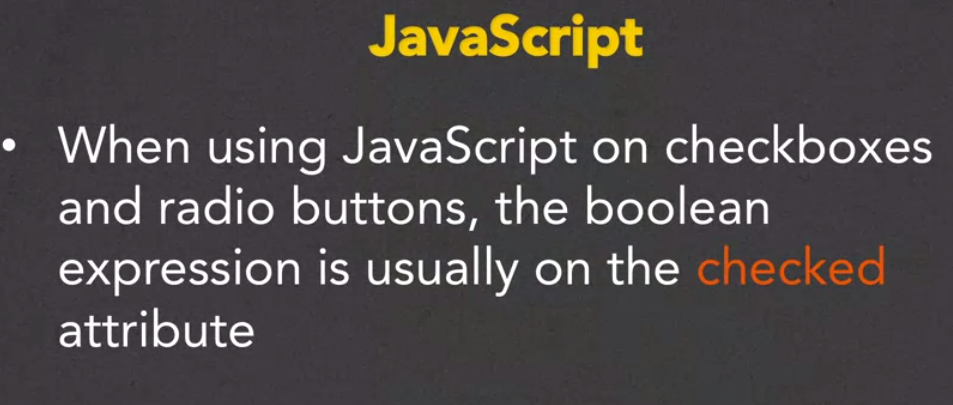 JavaScript
• When using JavaScript on checkboxes
and radio buttons, the boolean
expression is usually on the checked
attribute